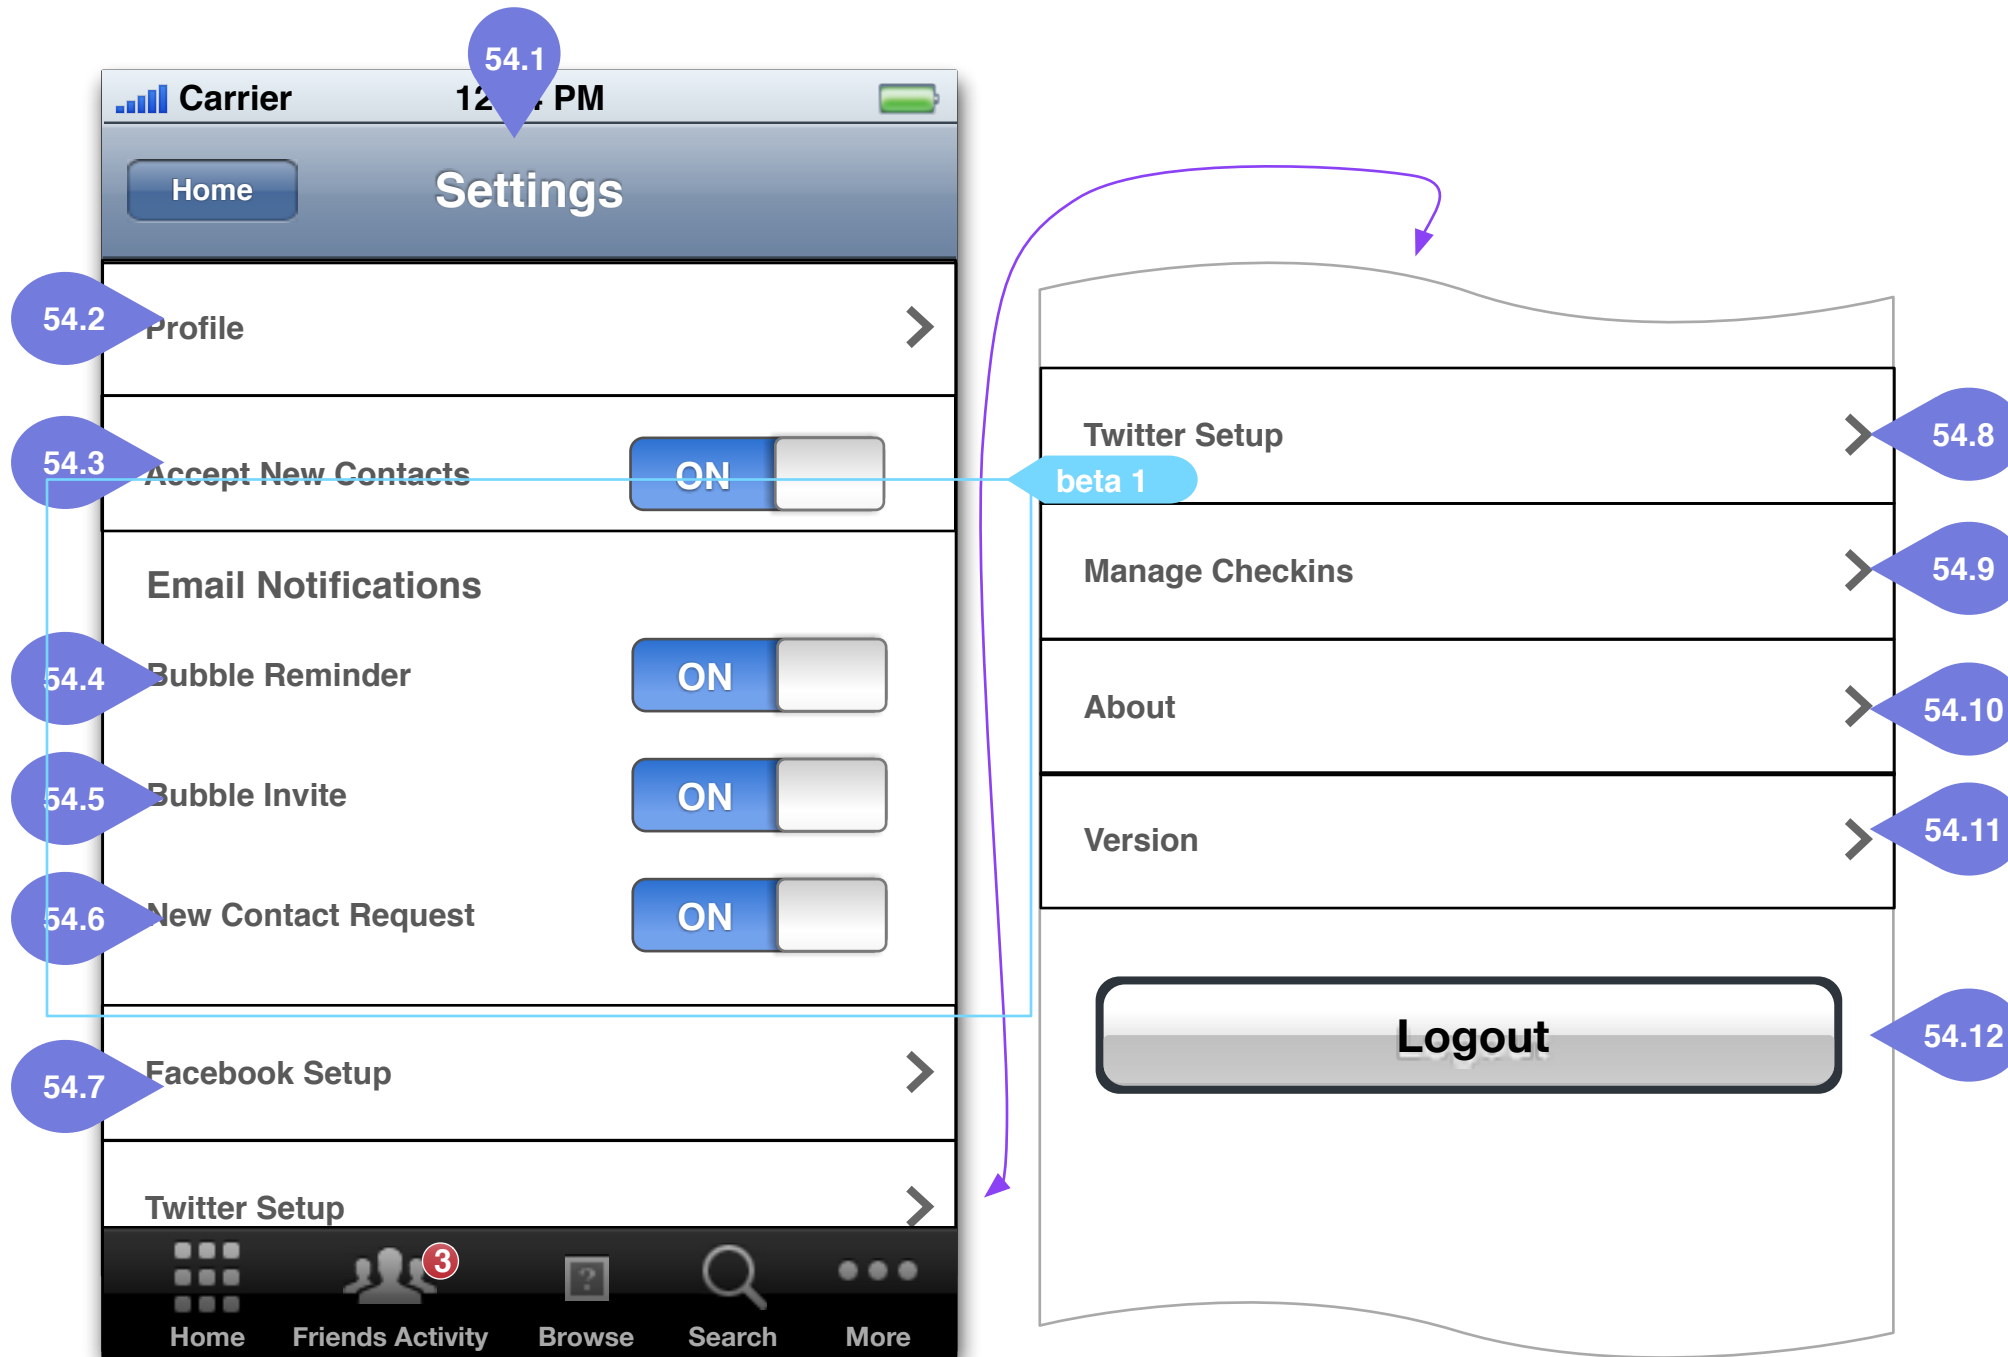 54.1
Carrier
PM
Home
Settings
54.2
Profile
54.3
Accept New Contacts
ON
beta 1
Email Notifications
54.4
Bubble Reminder
ON
54.5
Bubble Invite
ON
54.6
New Contact Request
ON
54.7
Facebook Setup
Twitter Setup
3
?
Home
Friends Activity
Browse
Search
More
Twitter Setup
54.8
Manage Checkins
54.9
About
54.10
Version
54.11
Logout
54.12